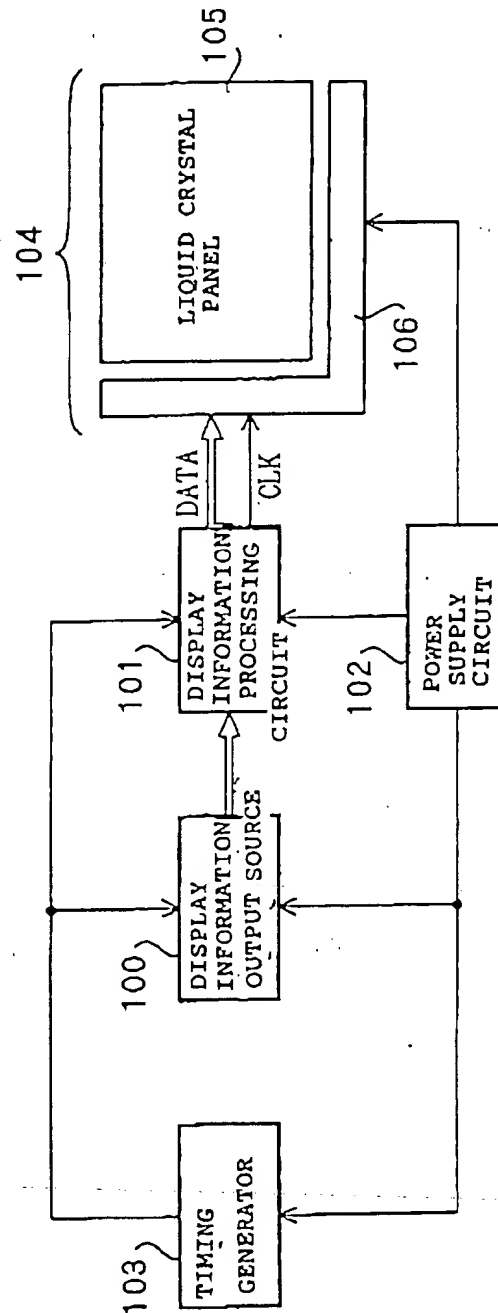 104
105
LIQUID CRYSTAL
PANEL
106
DATA
CLK
101
DISPLAY
INFORMATION
PROCESSING
CIRCUIT
102
POWER
SUPPLY
CIRCUIT
100
DISPLAY
INFORMATION
OUTPUT SOURCE
103
TIMING
GENERATOR